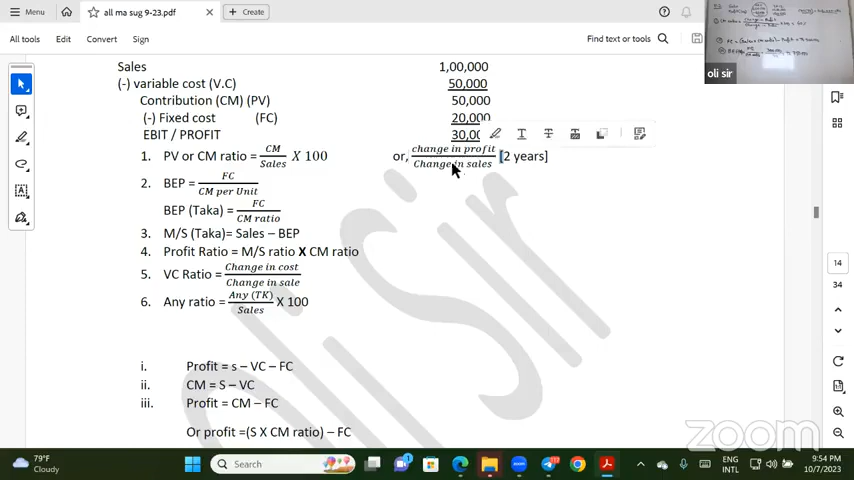 Menu
all ma sug 9-23.pdf
+ Create
All tools Edit Convert Sign
Find text or tools
oli sir
Sales 1,00,000
(-) variable cost (V.C) 50,000
Contribution (CM) (PV) 50,000
(-) Fixed cost (FC) 20,000
EBIT / PROFIT 30,00
1. PV or CM ratio = CM / Sales X 100 or, change in profit / Change in sales [2 years]
2. BEP = FC / CM per Unit
BEP (Taka) = FC / CM ratio
3. M/S (Taka)= Sales – BEP
4. Profit Ratio = M/S ratio X CM ratio
5. VC Ratio = Change in cost / Change in sale
6. Any ratio = Any (TK) / Sales X 100
i. Profit = s – VC – FC
ii. CM = S – VC
iii. Profit = CM – FC
Or profit =(S X CM ratio) – FC
Oli Sir
14
34
zoom
79°F
Cloudy
Search
ENG
INTL
9:54 PM
10/7/2023